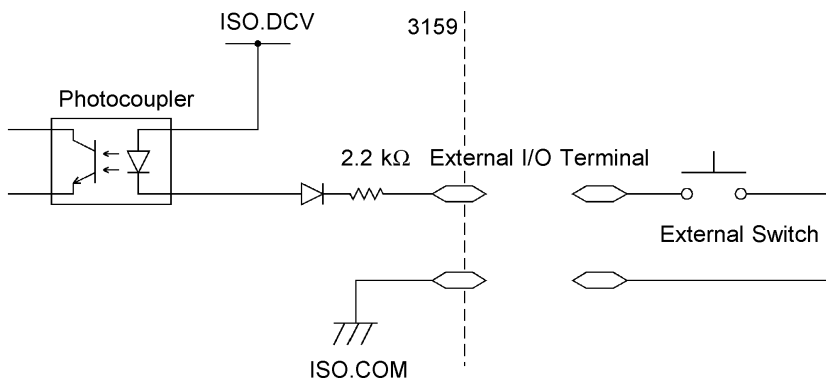 ISO.DCV
3159
Photocoupler
2.2 kΩ
External I/O Terminal
External Switch
ISO.COM